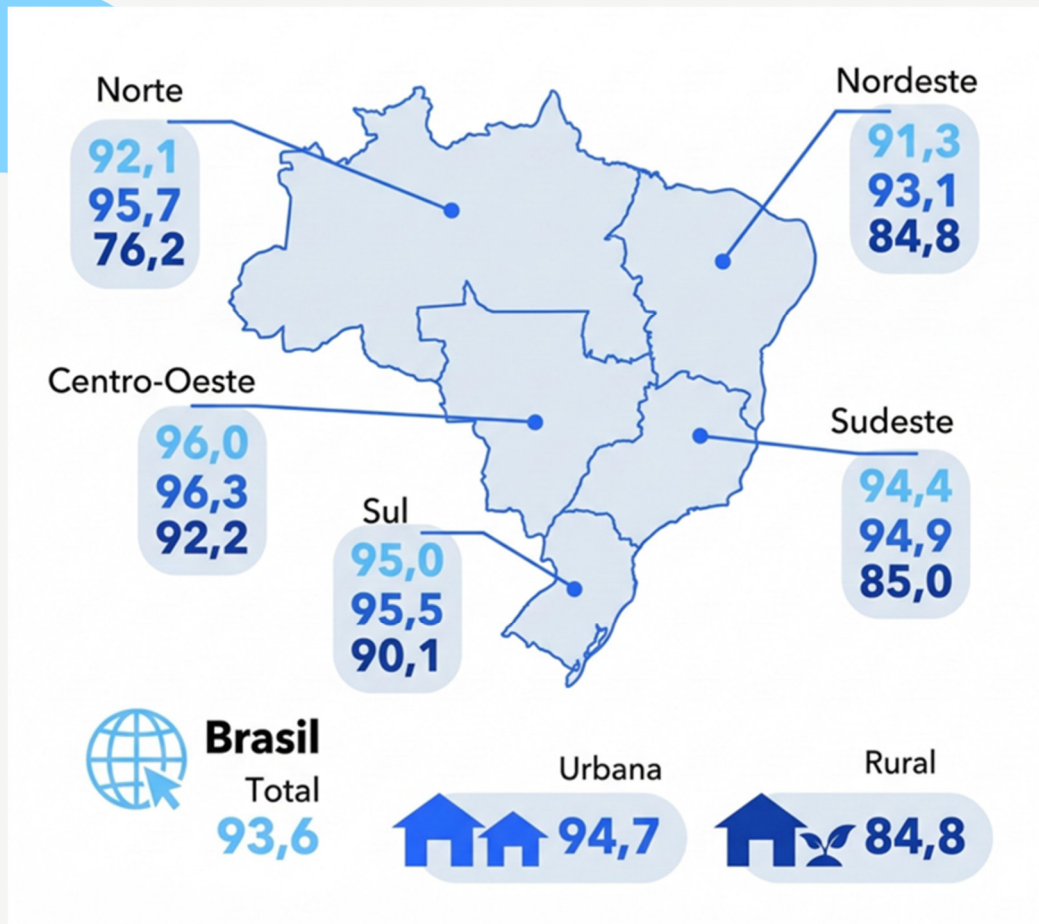 Norte
92,1
95,7
76,2
Nordeste
91,3
93,1
84,8
Centro-Oeste
96,0
96,3
92,2
Sudeste
94,4
94,9
85,0
Sul
95,0
95,5
90,1
Brasil
Total
93,6
Urbana
94,7
Rural
84,8